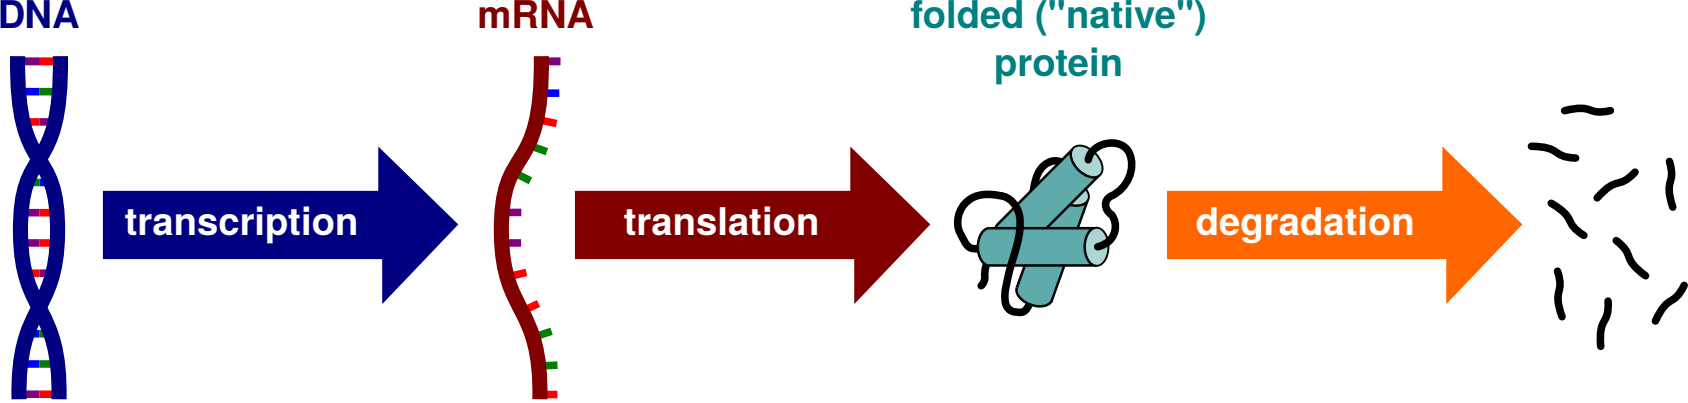 DNA
mRNA
folded ("native")
protein
transcription
translation
degradation